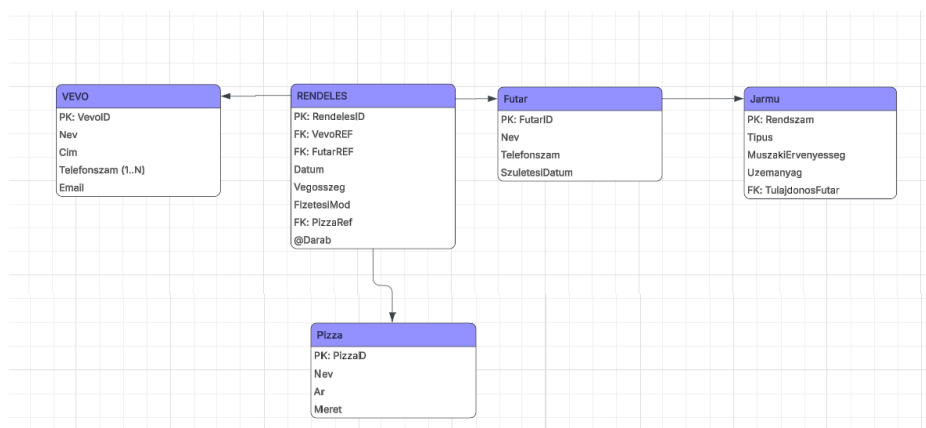 VEVO
PK: VevoID
Nev
Cim
Telefonszam (1..N)
Email
RENDELES
PK: RendelesID
FK: VevoREF
FK: FutarREF
Datum
Vegosszeg
FizetesiMod
FK: PizzaRef
@Darab
Futar
PK: FutarID
Nev
Telefonszam
SzuletesiDatum
Jarmu
PK: Rendszam
Tipus
MuszakiErvenyesseg
Uzemanyag
FK: TulajdonosFutar
Pizza
PK: PizzaID
Nev
Ar
Meret